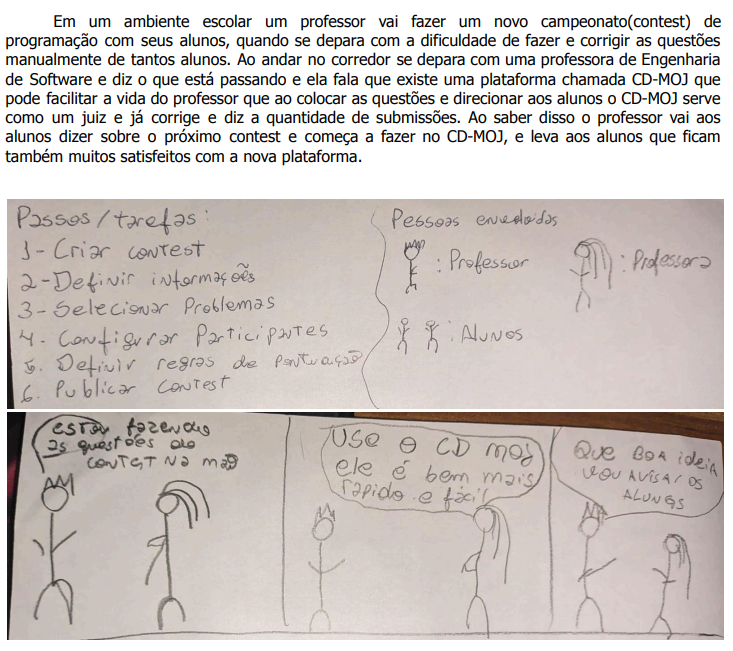 Em um ambiente escolar um professor vai fazer um novo campeonato(contest) de
programação com seus alunos, quando se depara com a dificuldade de fazer e corrigir as questões
manualmente de tantos alunos. Ao andar no corredor se depara com uma professora de Engenharia
de Software e diz o que está passando e ela fala que existe uma plataforma chamada CD-MOJ que
pode facilitar a vida do professor que ao colocar as questões e direcionar aos alunos o CD-MOJ serve
como um juiz e já corrige e diz a quantidade de submissões. Ao saber disso o professor vai aos
alunos dizer sobre o próximo contest e começa a fazer no CD-MOJ, e leva aos alunos que ficam
também muitos satisfeitos com a nova plataforma.
Passos/tarefas:
1- Criar contest
2- Definir informações
3- Selecionar Problemas
4- Configurar Participantes
5. Definir regras de Pontuação
6. Publicar Contest
Pessoas envolvidas
: Professor
: Professora
: Alunos
estou fazendo
as questões do
contest na mão
Use o CD MOJ
ele é bem mais
rápido e fácil
Que boa ideia
vou avisar os
alunos